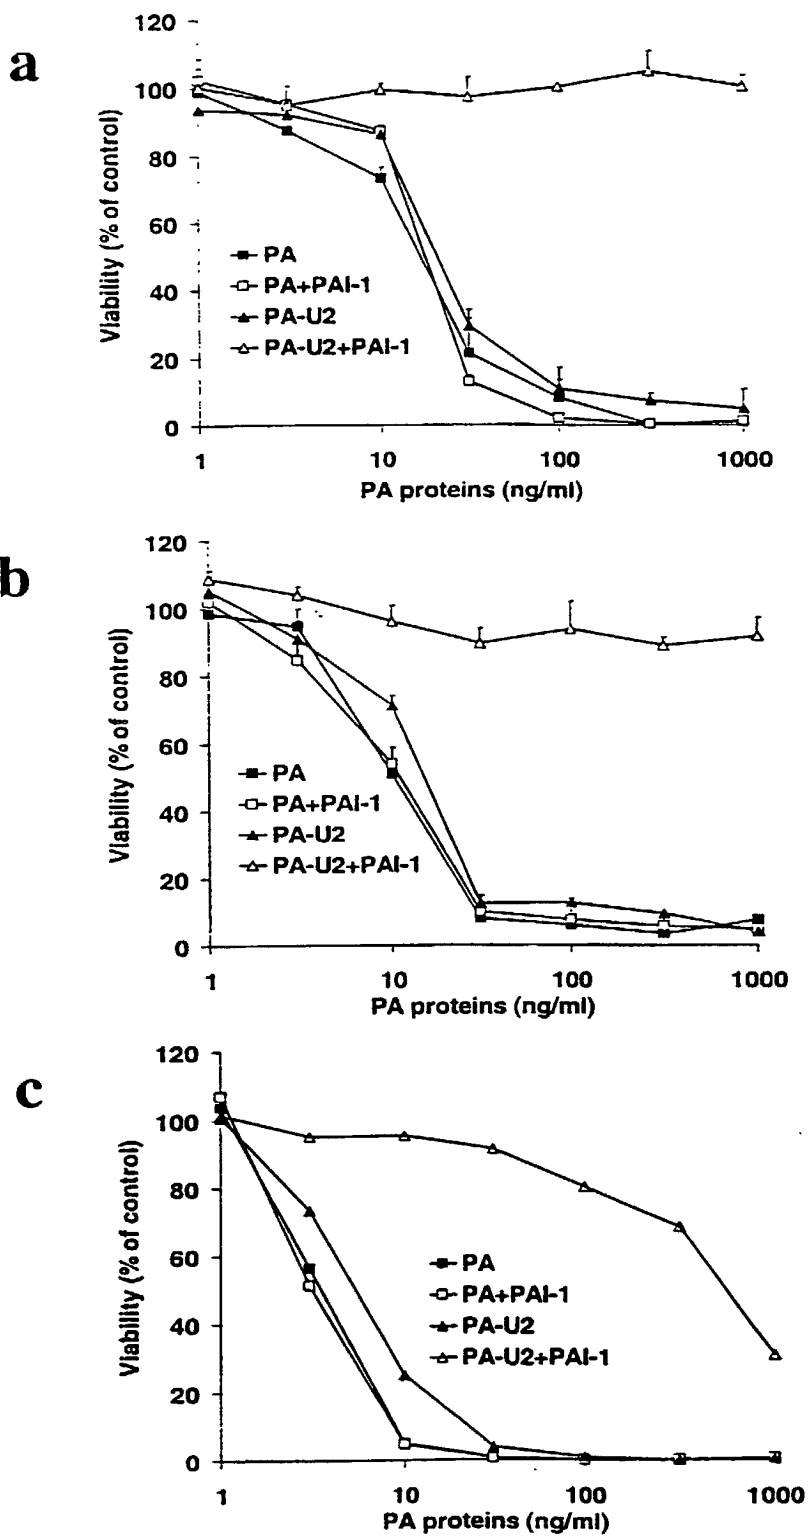 a
120
100
80
60
40
20
0
Viability (% of control)
PA
PA+PAI-1
PA-U2
PA-U2+PAI-1
1 10 100 1000
PA proteins (ng/ml)
b
120
100
80
60
40
20
0
Viability (% of control)
PA
PA+PAI-1
PA-U2
PA-U2+PAI-1
1 10 100 1000
PA proteins (ng/ml)
c
120
100
80
60
40
20
0
Viability (% of control)
PA
PA+PAI-1
PA-U2
PA-U2+PAI-1
1 10 100 1000
PA proteins (ng/ml)